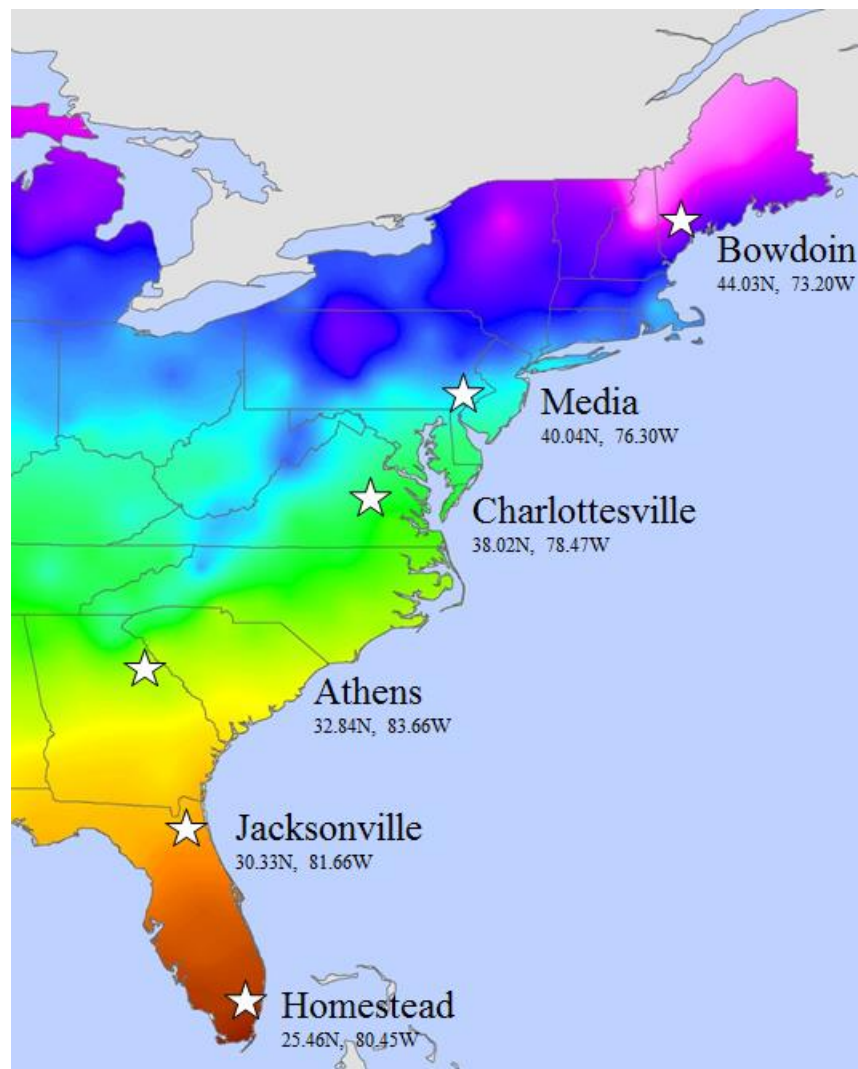 Bowdoin
44.03N, 73.20W
Media
40.04N, 76.30W
Charlottesville
38.02N, 78.47W
Athens
32.84N, 83.66W
Jacksonville
30.33N, 81.66W
Homestead
25.46N, 80.45W